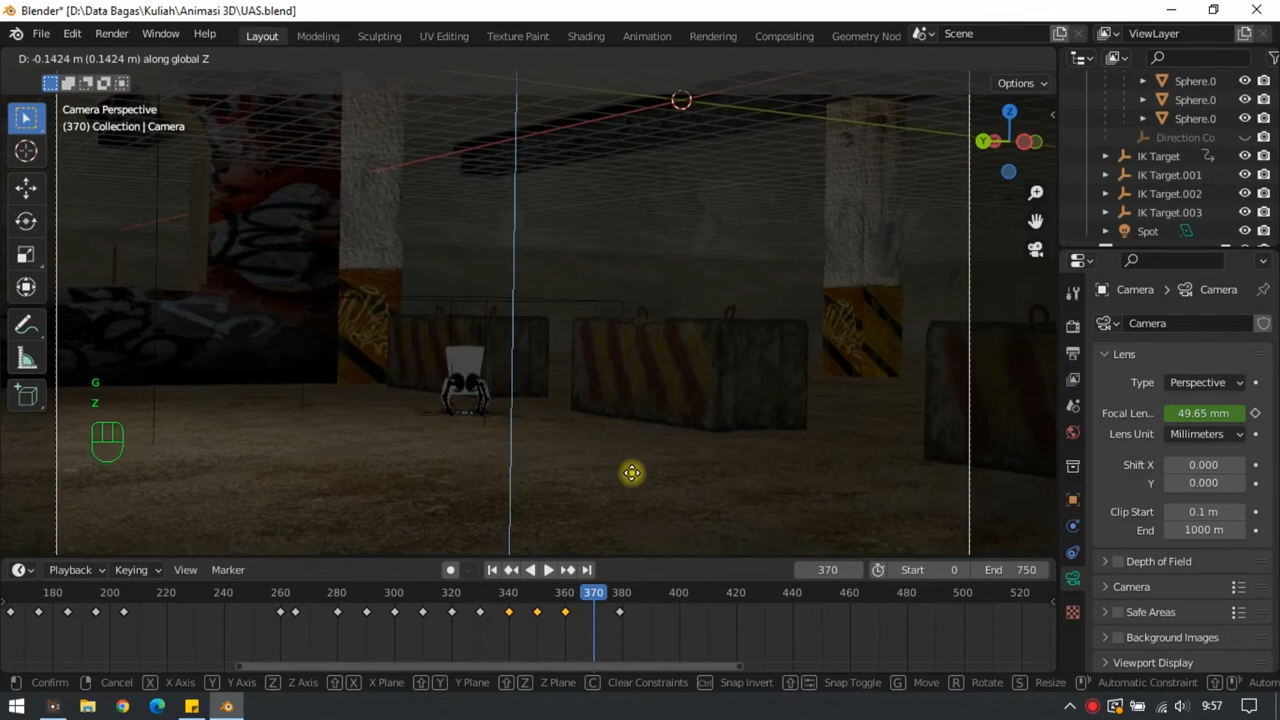 Blender* [D:\Data Bagas\Kuliah\Animasi 3D\UAS.blend]
File Edit Render Window Help
Layout Modeling Sculpting UV Editing Texture Paint Shading Animation Rendering Compositing Geometry Nod
Scene
ViewLayer
D: -0.1424 m (0.1424 m) along global Z
Options
Camera Perspective
(370) Collection | Camera
Z
Y
G
Z
Sphere.0
Sphere.0
Sphere.0
Direction Co
IK Target
IK Target.001
IK Target.002
IK Target.003
Spot
Camera > Camera
Camera
Lens
Type Perspective
Focal Len... 49.65 mm
Lens Unit Millimeters
Shift X 0.000
Y 0.000
Clip Start 0.1 m
End 1000 m
Depth of Field
Camera
Safe Areas
Background Images
Viewport Display
Playback Keying View Marker
370
Start 0
End 750
180 200 220 240 260 280 300 320 340 360 370 400 420 440 460 480 500 520
Confirm Cancel X X Axis Y Y Axis Z Z Axis X X Plane Y Y Plane Z Z Plane C Clear Constraints Ctrl Snap Invert Snap Toggle G Move R Rotate S Resize Automatic Constraint Autom
9:57